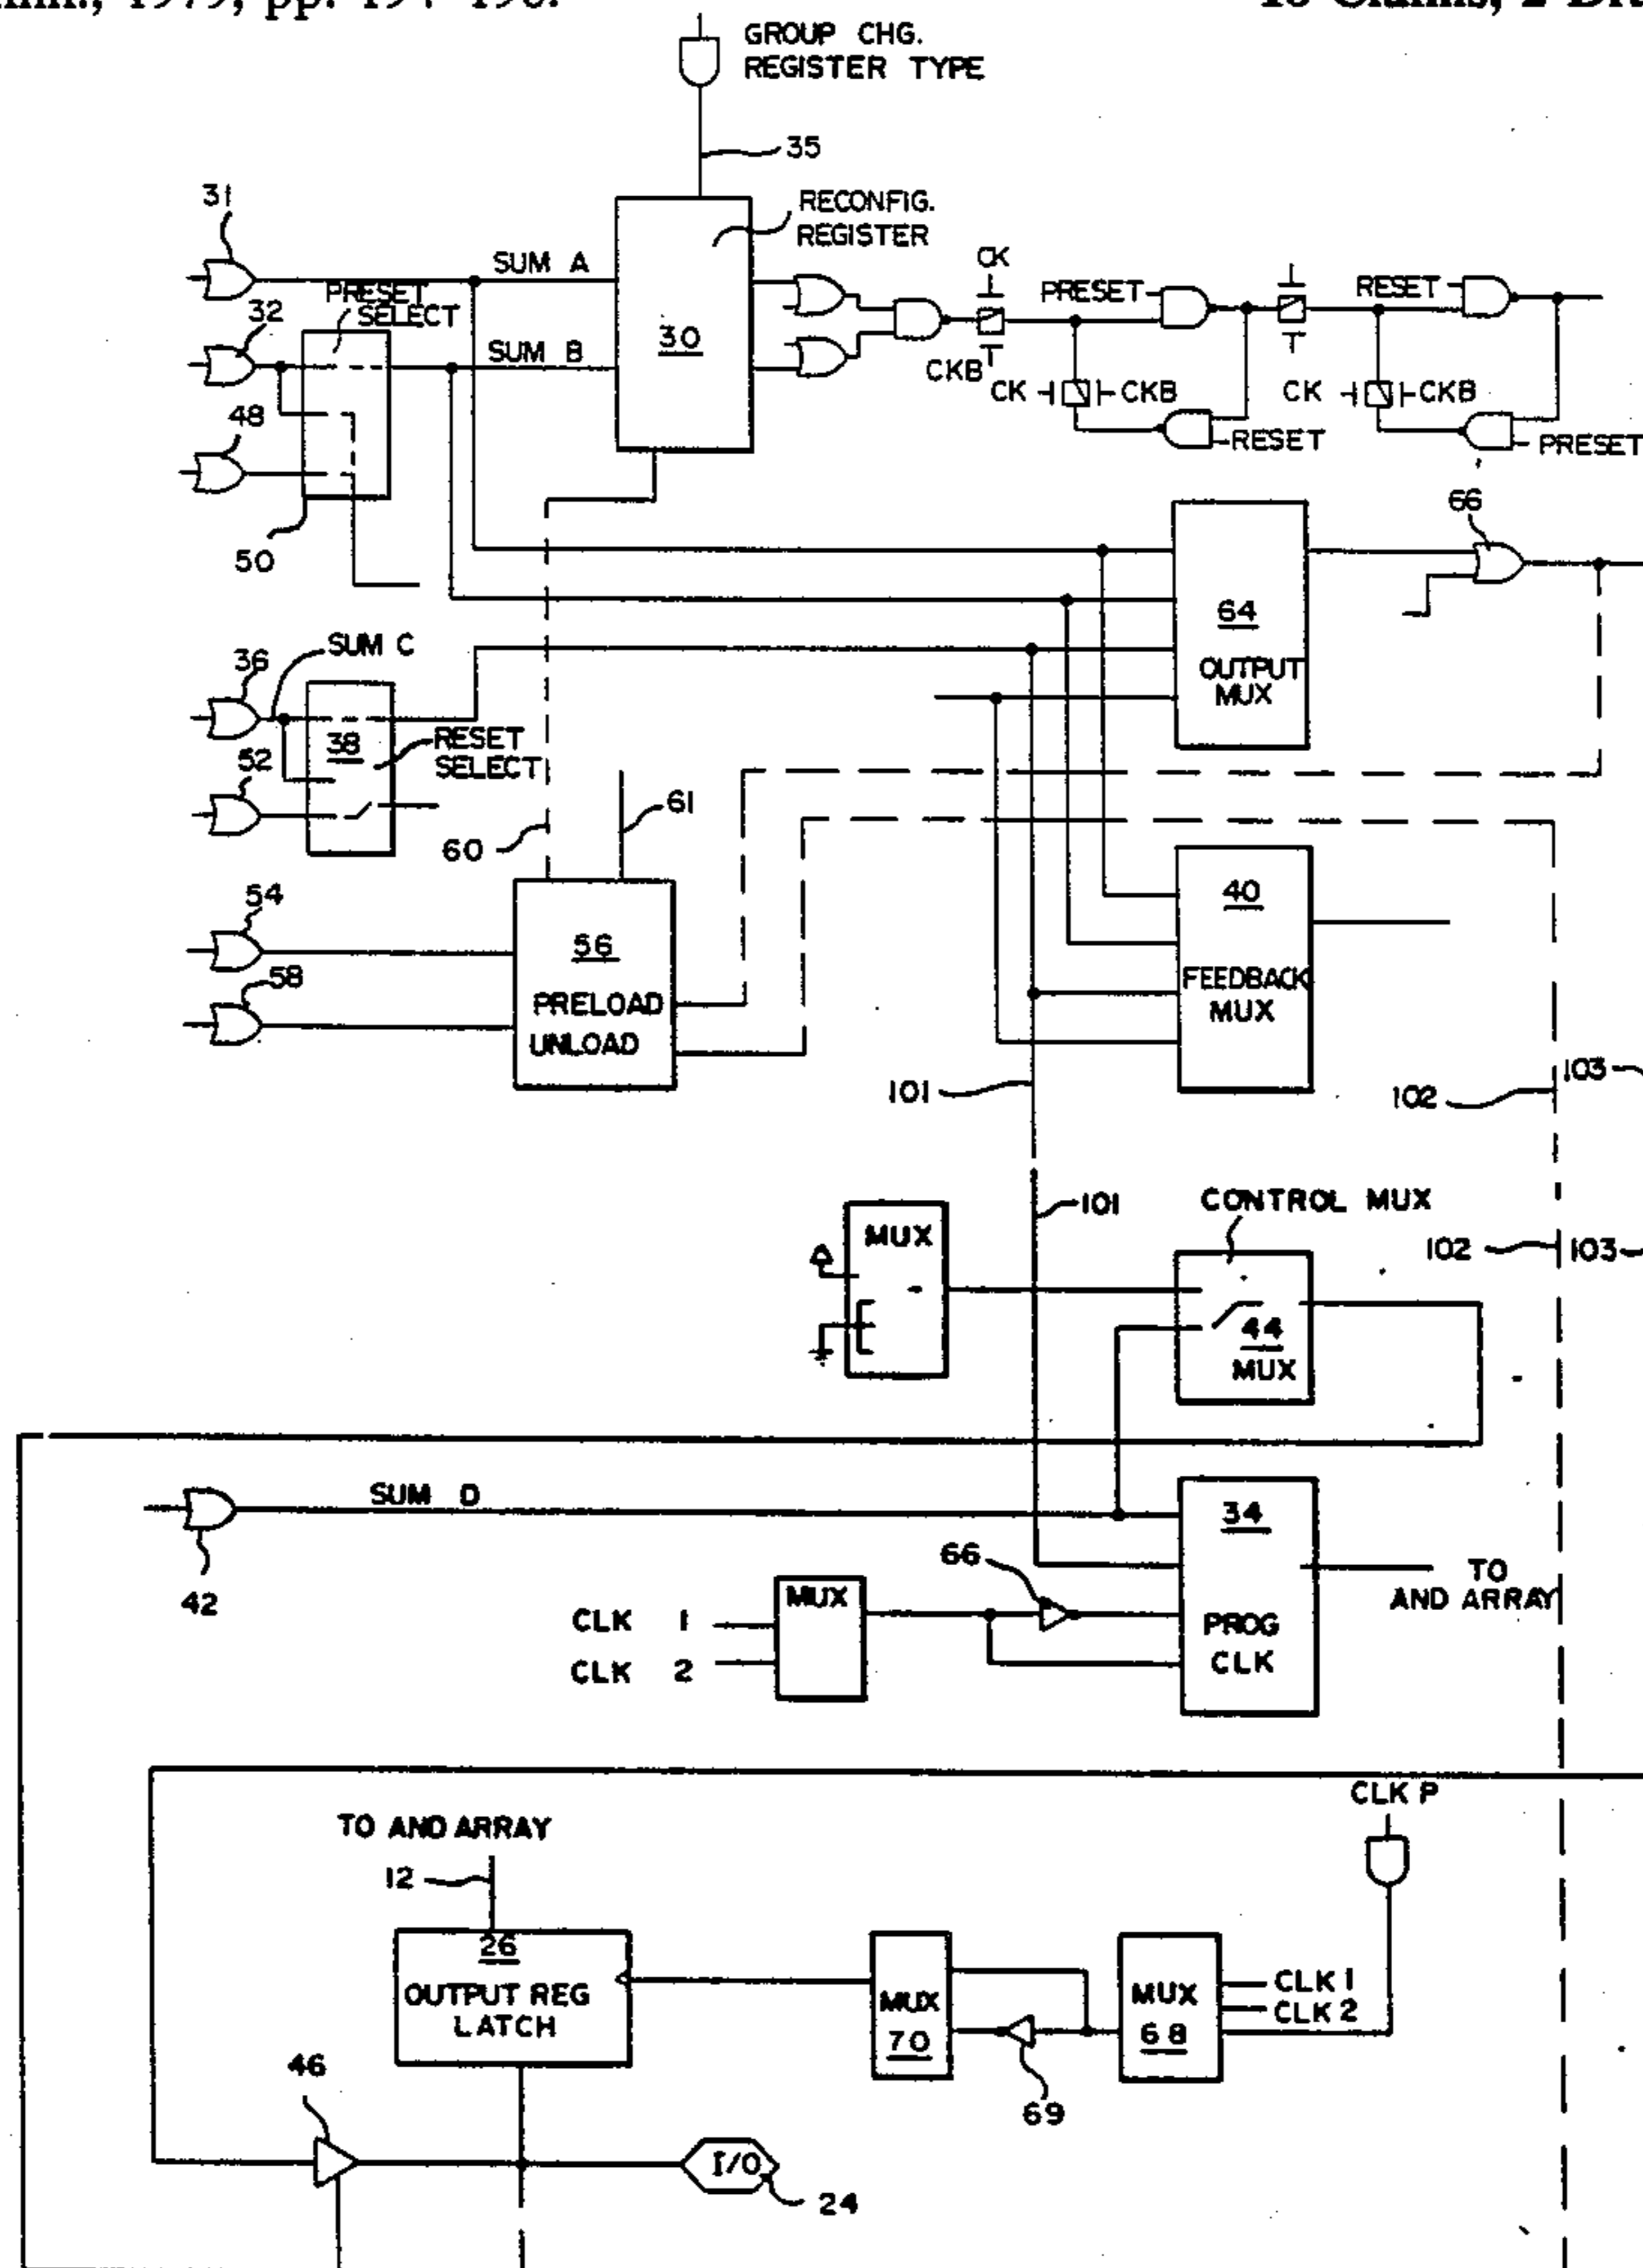 1979, pp.
GROUP CHG.
REGISTER TYPE
35
31
RECONFIG.
REGISTER
SUM A
PRESET
SELECT
32
30
SUM B
CK
PRESET
RESET
CKB
CK
CKB
CK
CKB
48
RESET
PRESET
50
66
64
OUTPUT
MUX
SUM C
36
38
RESET
SELECT
52
61
60
40
54
56
58
FEEDBACK
MUX
PRELOAD
UNLOAD
101
102
103
101
CONTROL MUX
MUX
102
103
44
MUX
SUM D
34
42
66
TO
AND ARRAY
MUX
CLK 1
PROG
CLK
CLK 2
CLK P
TO AND ARRAY
12
26
OUTPUT REG
LATCH
MUX
70
MUX
68
CLK 1
CLK 2
46
69
I/O
24